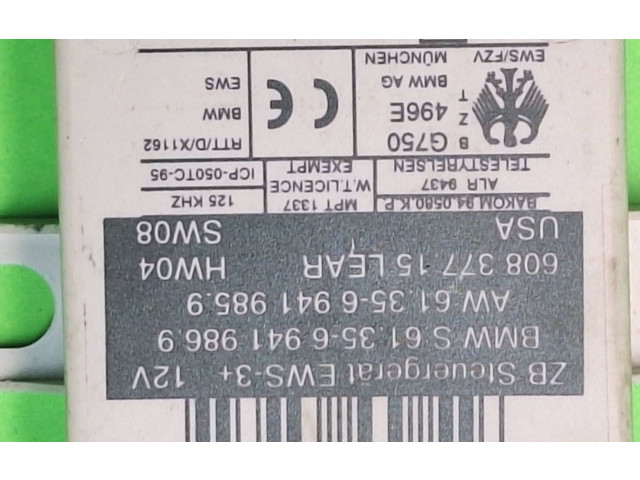 ZB Steuergerät EWS-3+ 12V
BMW S 61.35-6 941 986.9
AW 61.35-6 941 985.9
608 377 15 LEAR HW04
USA SW08
BAKOM 94.0580.K.P.
ALR 9437
TELESTYRELSEN
MPT 1337
W.T.LICENCE
EXEMPT
125 KHZ
ICP-050TC-95
B G750
Z 496E
T
BMW AG
MÜNCHEN
EWS/FZV
CE
RTT/D/X1162
BMW
EWS